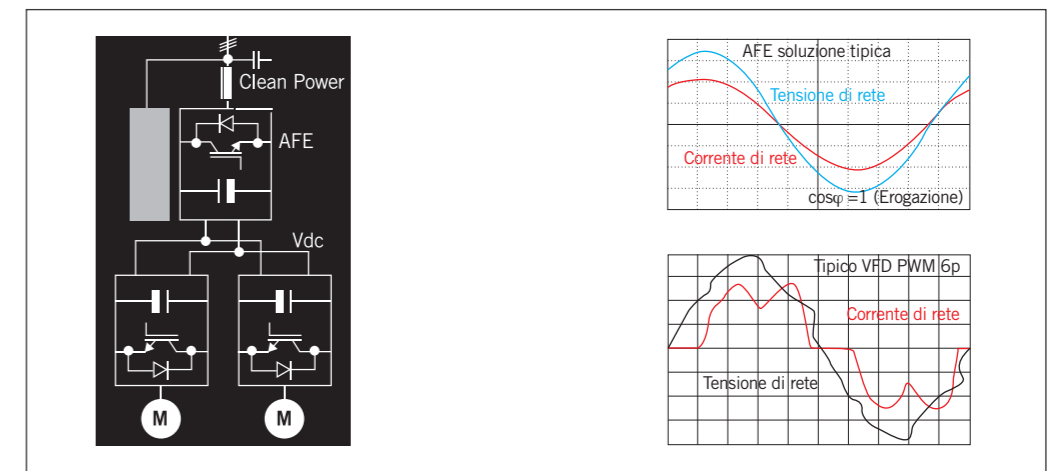 Clean Power
AFE
Vdc
M
M
AFE soluzione tipica
Tensione di rete
Corrente di rete
cosφ =1 (Erogazione)
Tipico VFD PWM 6p
Corrente di rete
Tensione di rete